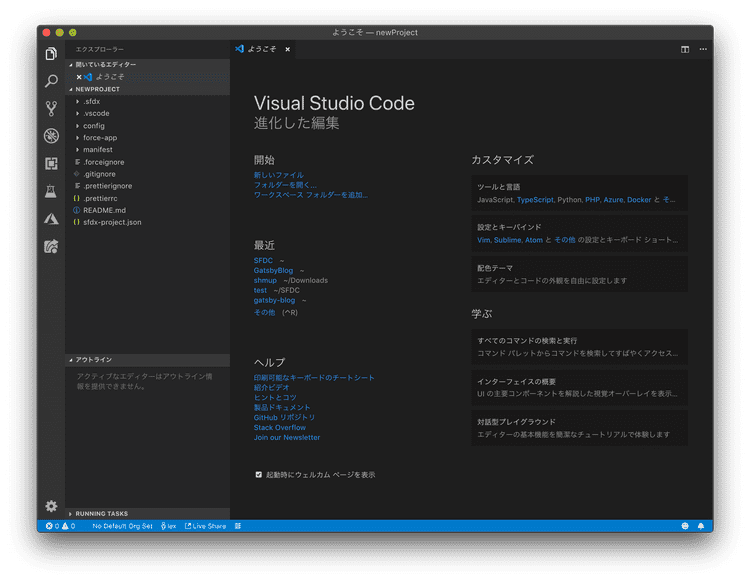 ようこそ — newProject
エクスプローラー
開いているエディター
ようこそ
NEWPROJECT
.sfdx
.vscode
config
force-app
manifest
.forceignore
.gitignore
.prettierignore
.prettierrc
README.md
sfdx-project.json
アウトライン
アクティブなエディターはアウトライン情
報を提供できません。
RUNNING TASKS
ようこそ
Visual Studio Code
進化した編集
開始
新しいファイル
フォルダーを開く...
ワークスペース フォルダーを追加...
最近
SFDC ~
GatsbyBlog ~
shmup ~/Downloads
test ~/SFDC
gatsby-blog ~
その他 (^R)
ヘルプ
印刷可能なキーボードのチートシート
紹介ビデオ
ヒントとコツ
製品ドキュメント
GitHub リポジトリ
Stack Overflow
Join our Newsletter
起動時にウェルカム ページを表示
カスタマイズ
ツールと言語
JavaScript, TypeScript, Python, PHP, Azure, Docker と そ...
設定とキーバインド
Vim, Sublime, Atom と その他 の設定とキーボード ショート...
配色テーマ
エディターとコードの外観を自由に設定します
学ぶ
すべてのコマンドの検索と実行
コマンド パレットからコマンドを検索してすばやくアクセス...
インターフェイスの概要
UI の主要コンポーネントを解説した視覚オーバーレイを表示...
対話型プレイグラウンド
エディターの基本機能を簡潔なチュートリアルで体験します
0 0 No Default Org Set lex Live Share